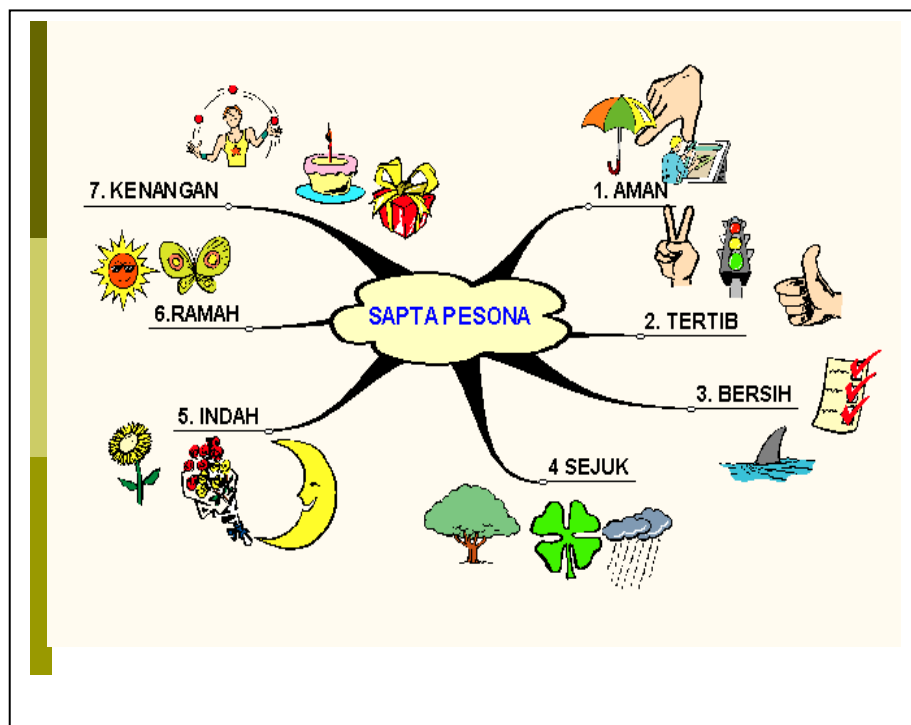 SAPTA PESONA
1. AMAN
2. TERTIB
3. BERSIH
4 SEJUK
5. INDAH
6.RAMAH
7. KENANGAN